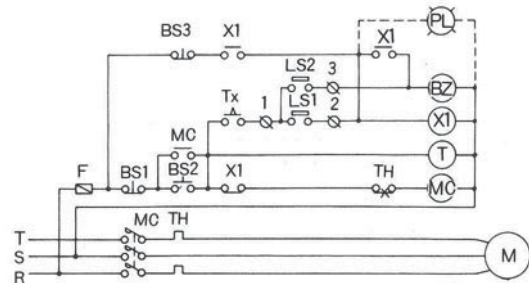 PL
BS3 X1 X1
LS2 3 BZ
Tx 1 LS1 2 X1
MC T
F BS1 BS2 X1 TH MC
T MC TH
S M
R